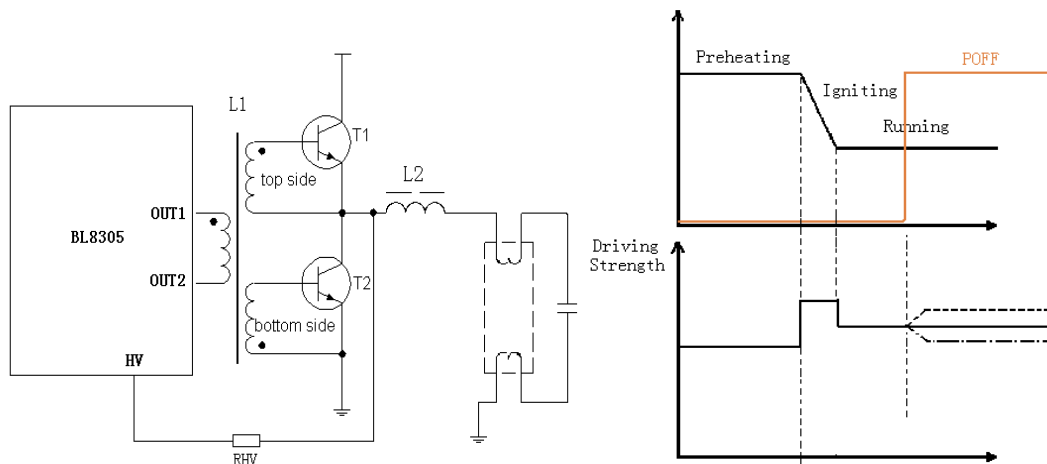 L1
T1
top side
L2
OUT1
BL8305
OUT2
T2
bottom side
HV
RHV
Preheating
POFF
Igniting
Running
Driving
Strength